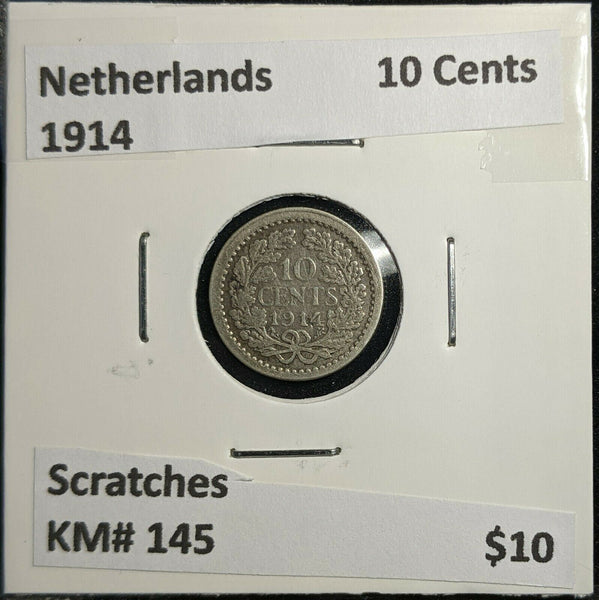 Netherlands 10 Cents
1914
10
CENTS
1914
Scratches
KM# 145 $10